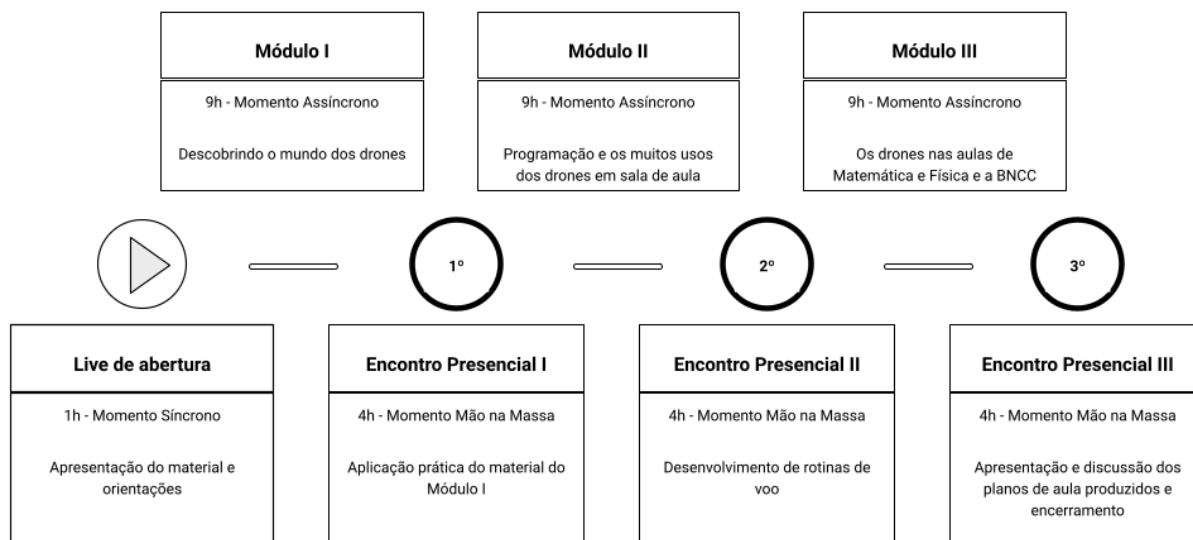 Módulo I
9h - Momento Assíncrono
Descobrindo o mundo dos drones
Módulo II
9h - Momento Assíncrono
Programação e os muitos usos
dos drones em sala de aula
Módulo III
9h - Momento Assíncrono
Os drones nas aulas de
Matemática e Física e a BNCC
1º
2º
3º
Live de abertura
1h - Momento Síncrono
Apresentação do material e
orientações
Encontro Presencial I
4h - Momento Mão na Massa
Aplicação prática do material do
Módulo I
Encontro Presencial II
4h - Momento Mão na Massa
Desenvolvimento de rotinas de
voo
Encontro Presencial III
4h - Momento Mão na Massa
Apresentação e discussão dos
planos de aula produzidos e
encerramento